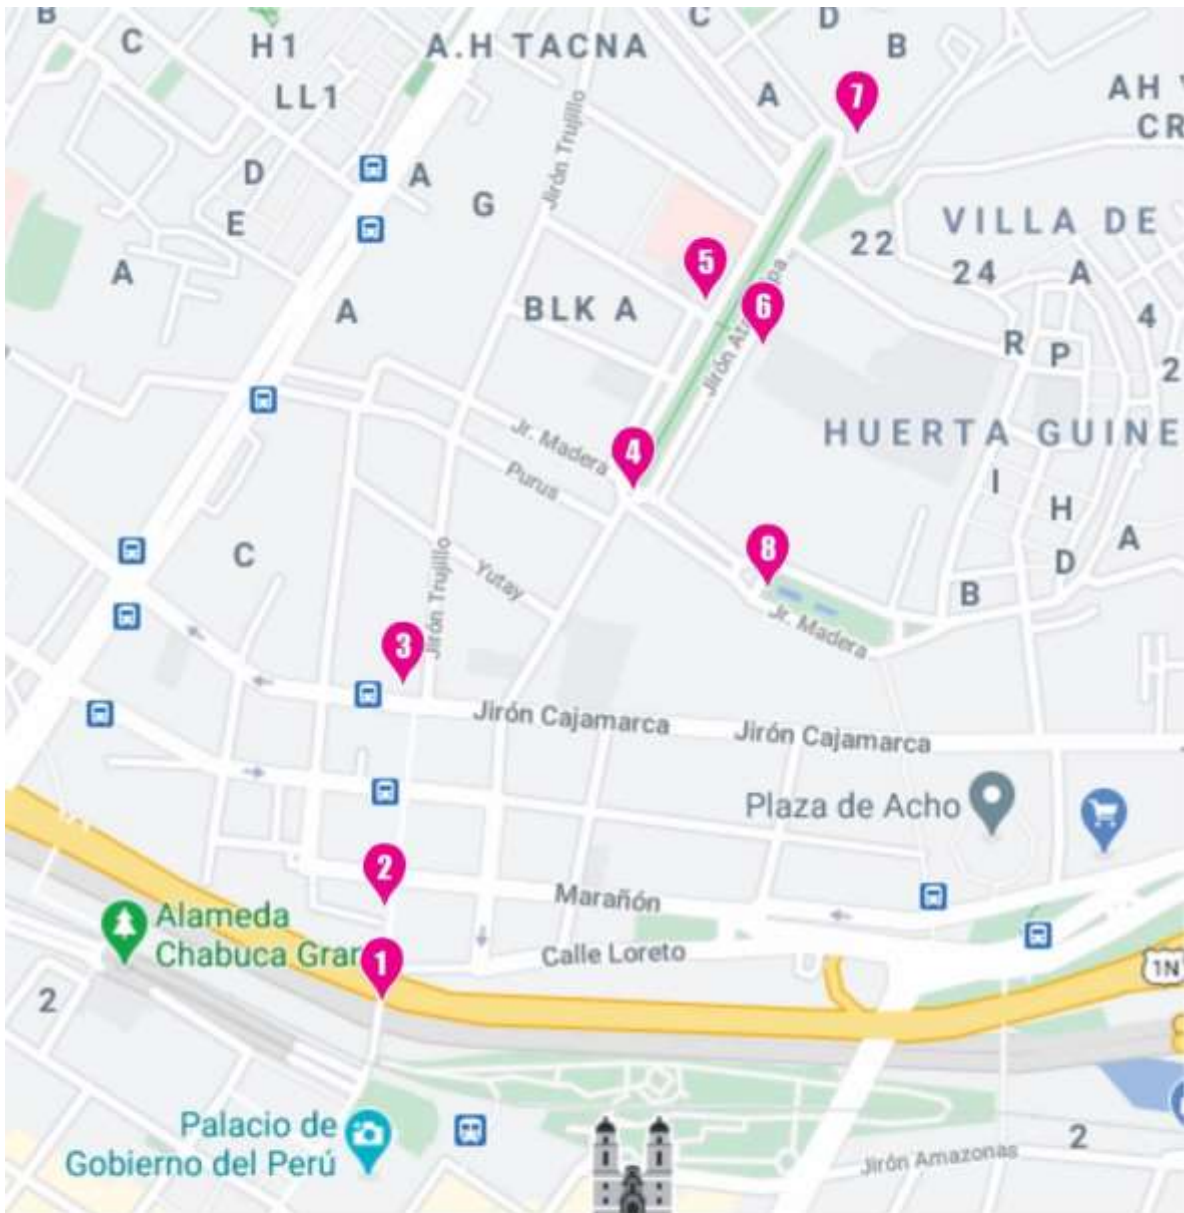 B
C
H1
LL1
A.H TACNA
C
D
B
A
7
AH
CR
Jirón Trujillo
D
E
A
G
A
A
5
6
22
VILLA DE
24
A
4
R
P
2
BLK A
Jirón
HUERTA GUINE
4
Jr. Madera
Purus
I
H
A
D
B
C
8
Yutay
Jirón Trujillo
Jr. Madera
3
Jirón Cajamarca
Jirón Cajamarca
Plaza de Acho
2
Marañón
Alameda
Chabuca Gran
1
Calle Loreto
1N
2
Palacio de
Gobierno del Perú
2
Jirón Amazonas